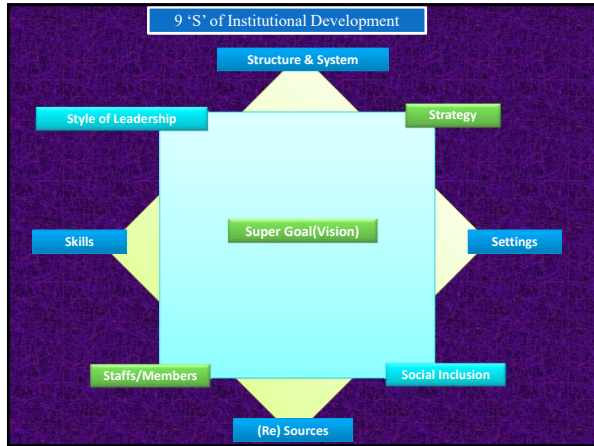 9 ‘S’ of Institutional Development
Structure & System
Style of Leadership
Strategy
Super Goal(Vision)
Skills
Settings
Staffs/Members
Social Inclusion
(Re) Sources